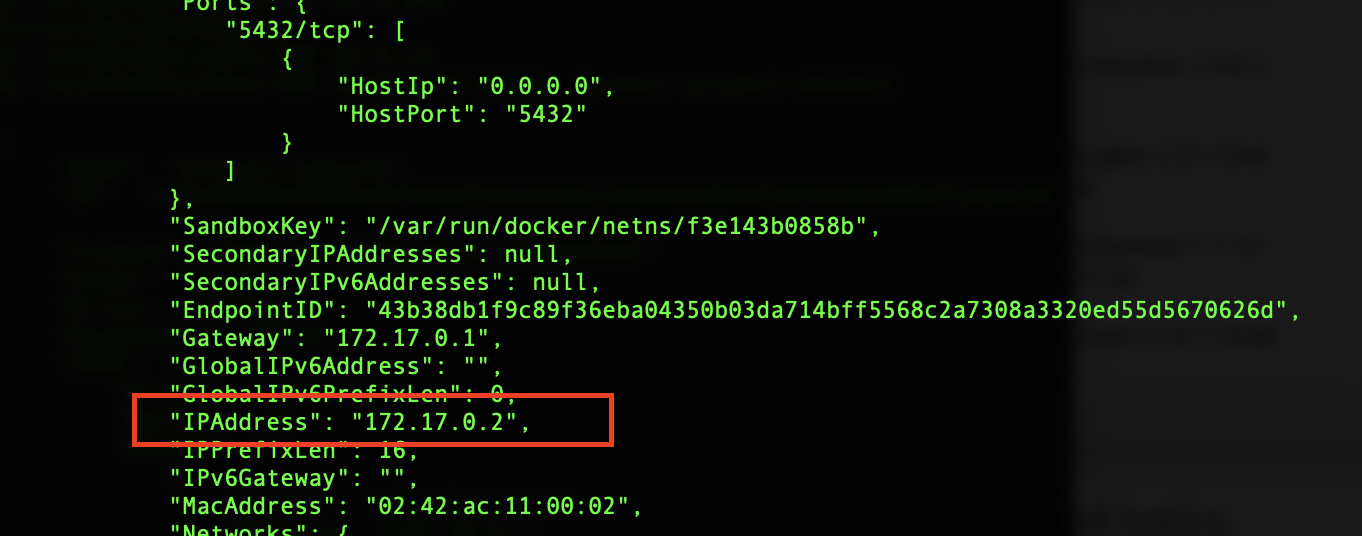 "Ports": {
"5432/tcp": [
{
"HostIp": "0.0.0.0",
"HostPort": "5432"
}
]
},
"SandboxKey": "/var/run/docker/netns/f3e143b0858b",
"SecondaryIPAddresses": null,
"SecondaryIPv6Addresses": null,
"EndpointID": "43b38db1f9c89f36eba04350b03da714bff5568c2a7308a3320ed55d5670626d",
"Gateway": "172.17.0.1",
"GlobalIPv6Address": "",
"GlobalIPv6PrefixLen": 0,
"IPAddress": "172.17.0.2",
"IPPrefixLen": 16,
"IPv6Gateway": "",
"MacAddress": "02:42:ac:11:00:02",
"Networks": {